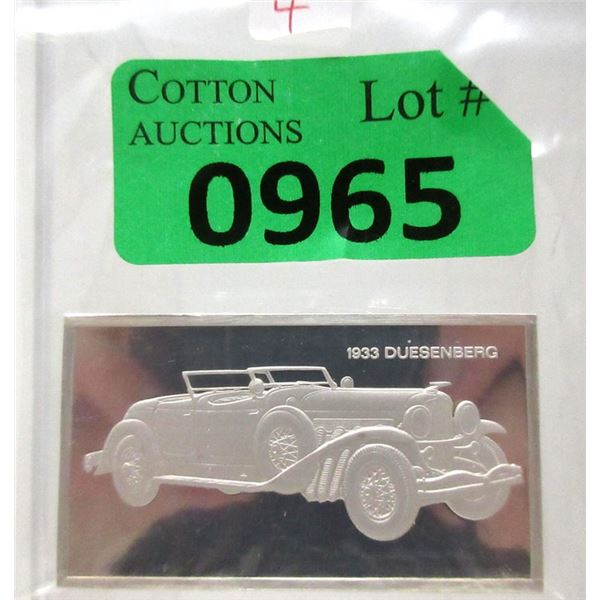 4
COTTON
AUCTIONS
Lot #
0965
1933 DUESENBERG